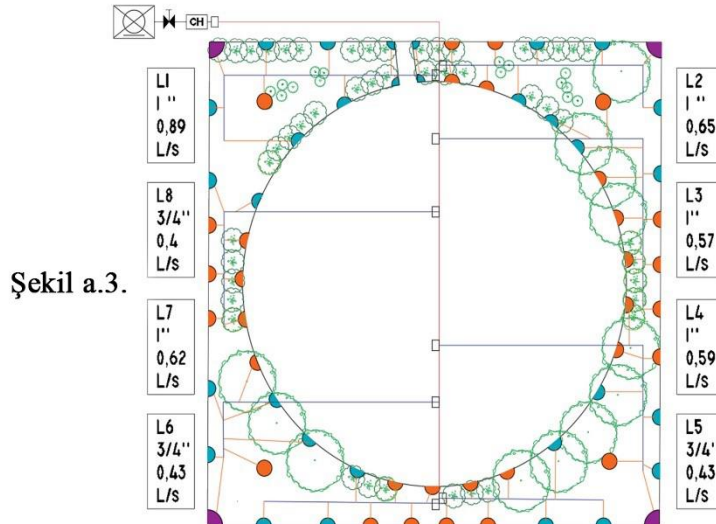 CH
L1
1''
0,89
L/s
L2
1''
0,65
L/s
L8
3/4''
0,4
L/s
L3
1''
0,57
L/s
Şekil a.3.
L7
1''
0,62
L/s
L4
1''
0,59
L/s
L6
3/4''
0,43
L/s
L5
3/4''
0,43
L/s